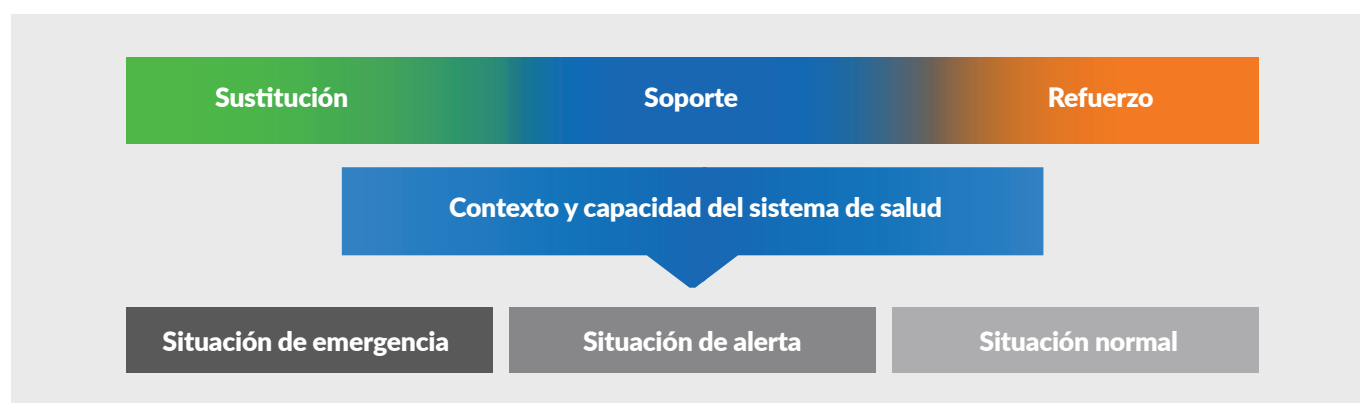 Sustitución
Soporte
Refuerzo
Contexto y capacidad del sistema de salud
Situación de emergencia
Situación de alerta
Situación normal